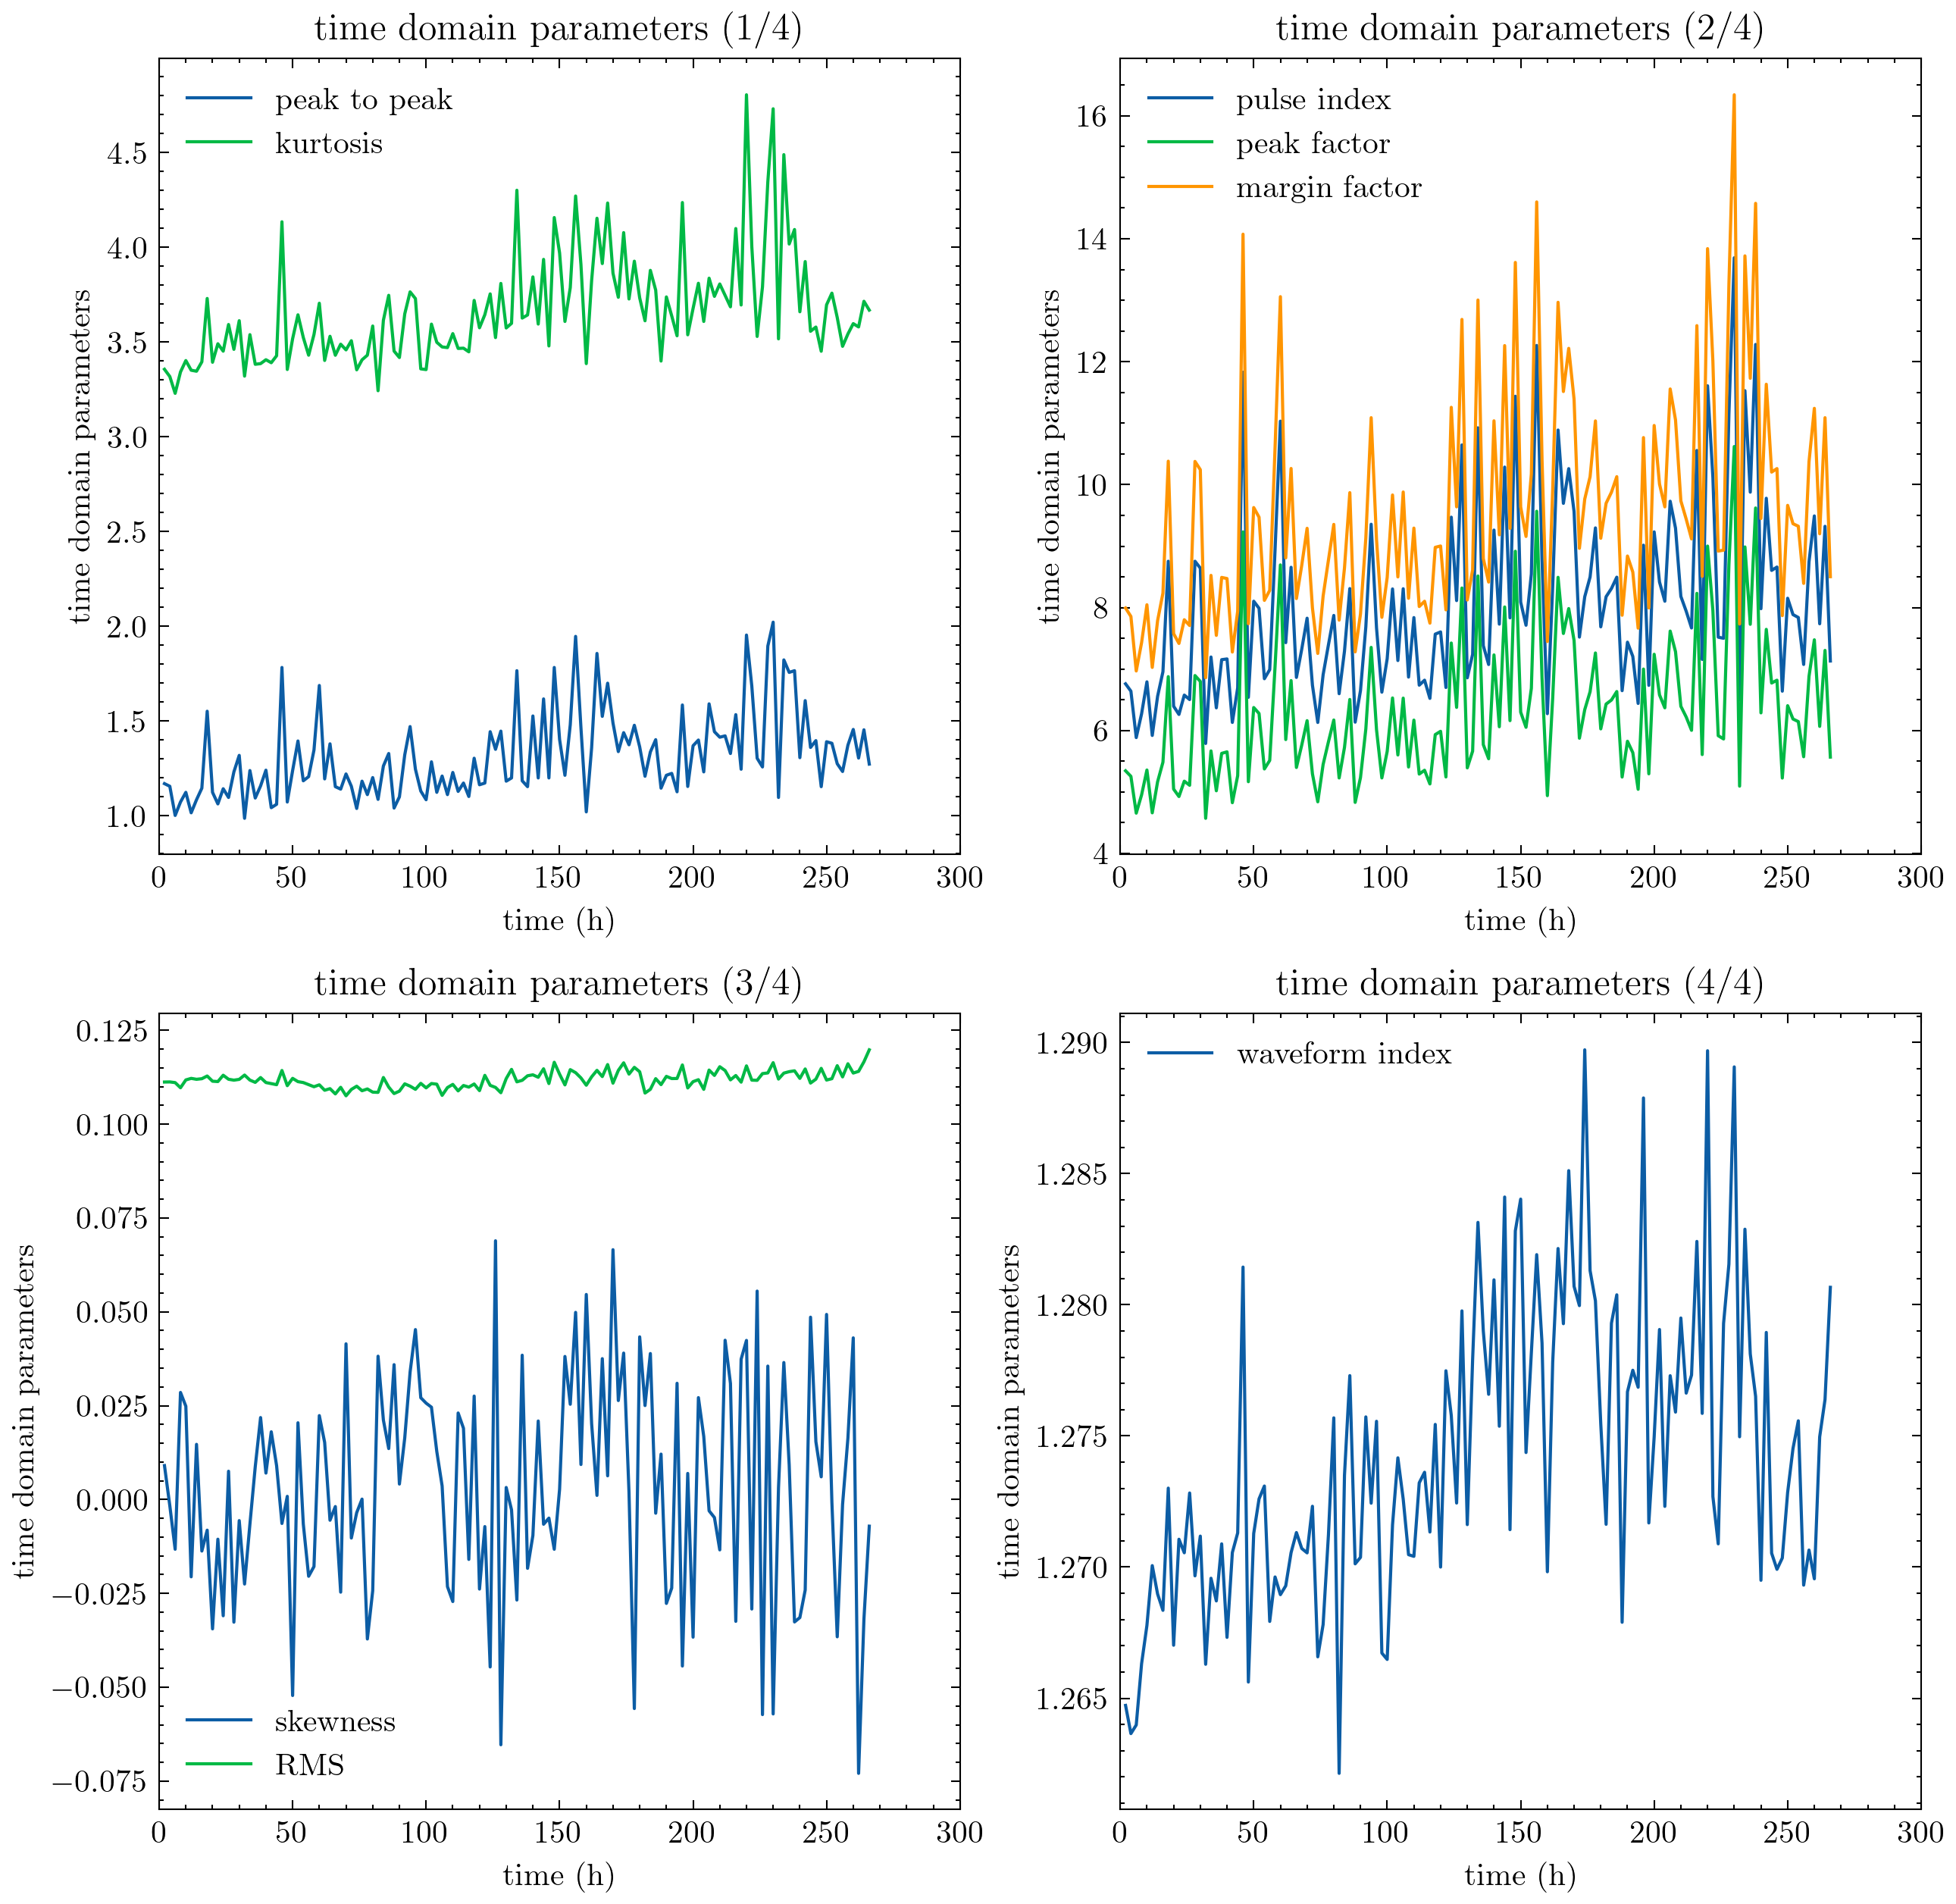 time domain parameters (1/4)
peak to peak
kurtosis
4.5
4.0
3.5
3.0
2.5
2.0
1.5
1.0
time domain parameters
0 50 100 150 200 250 300
time (h)
time domain parameters (2/4)
pulse index
peak factor
margin factor
16
14
12
10
8
6
4
time domain parameters
0 50 100 150 200 250 300
time (h)
time domain parameters (3/4)
0.125
0.100
0.075
0.050
0.025
0.000
−0.025
−0.050
−0.075
time domain parameters
skewness
RMS
0 50 100 150 200 250 300
time (h)
time domain parameters (4/4)
waveform index
1.290
1.285
1.280
1.275
1.270
1.265
time domain parameters
0 50 100 150 200 250 300
time (h)